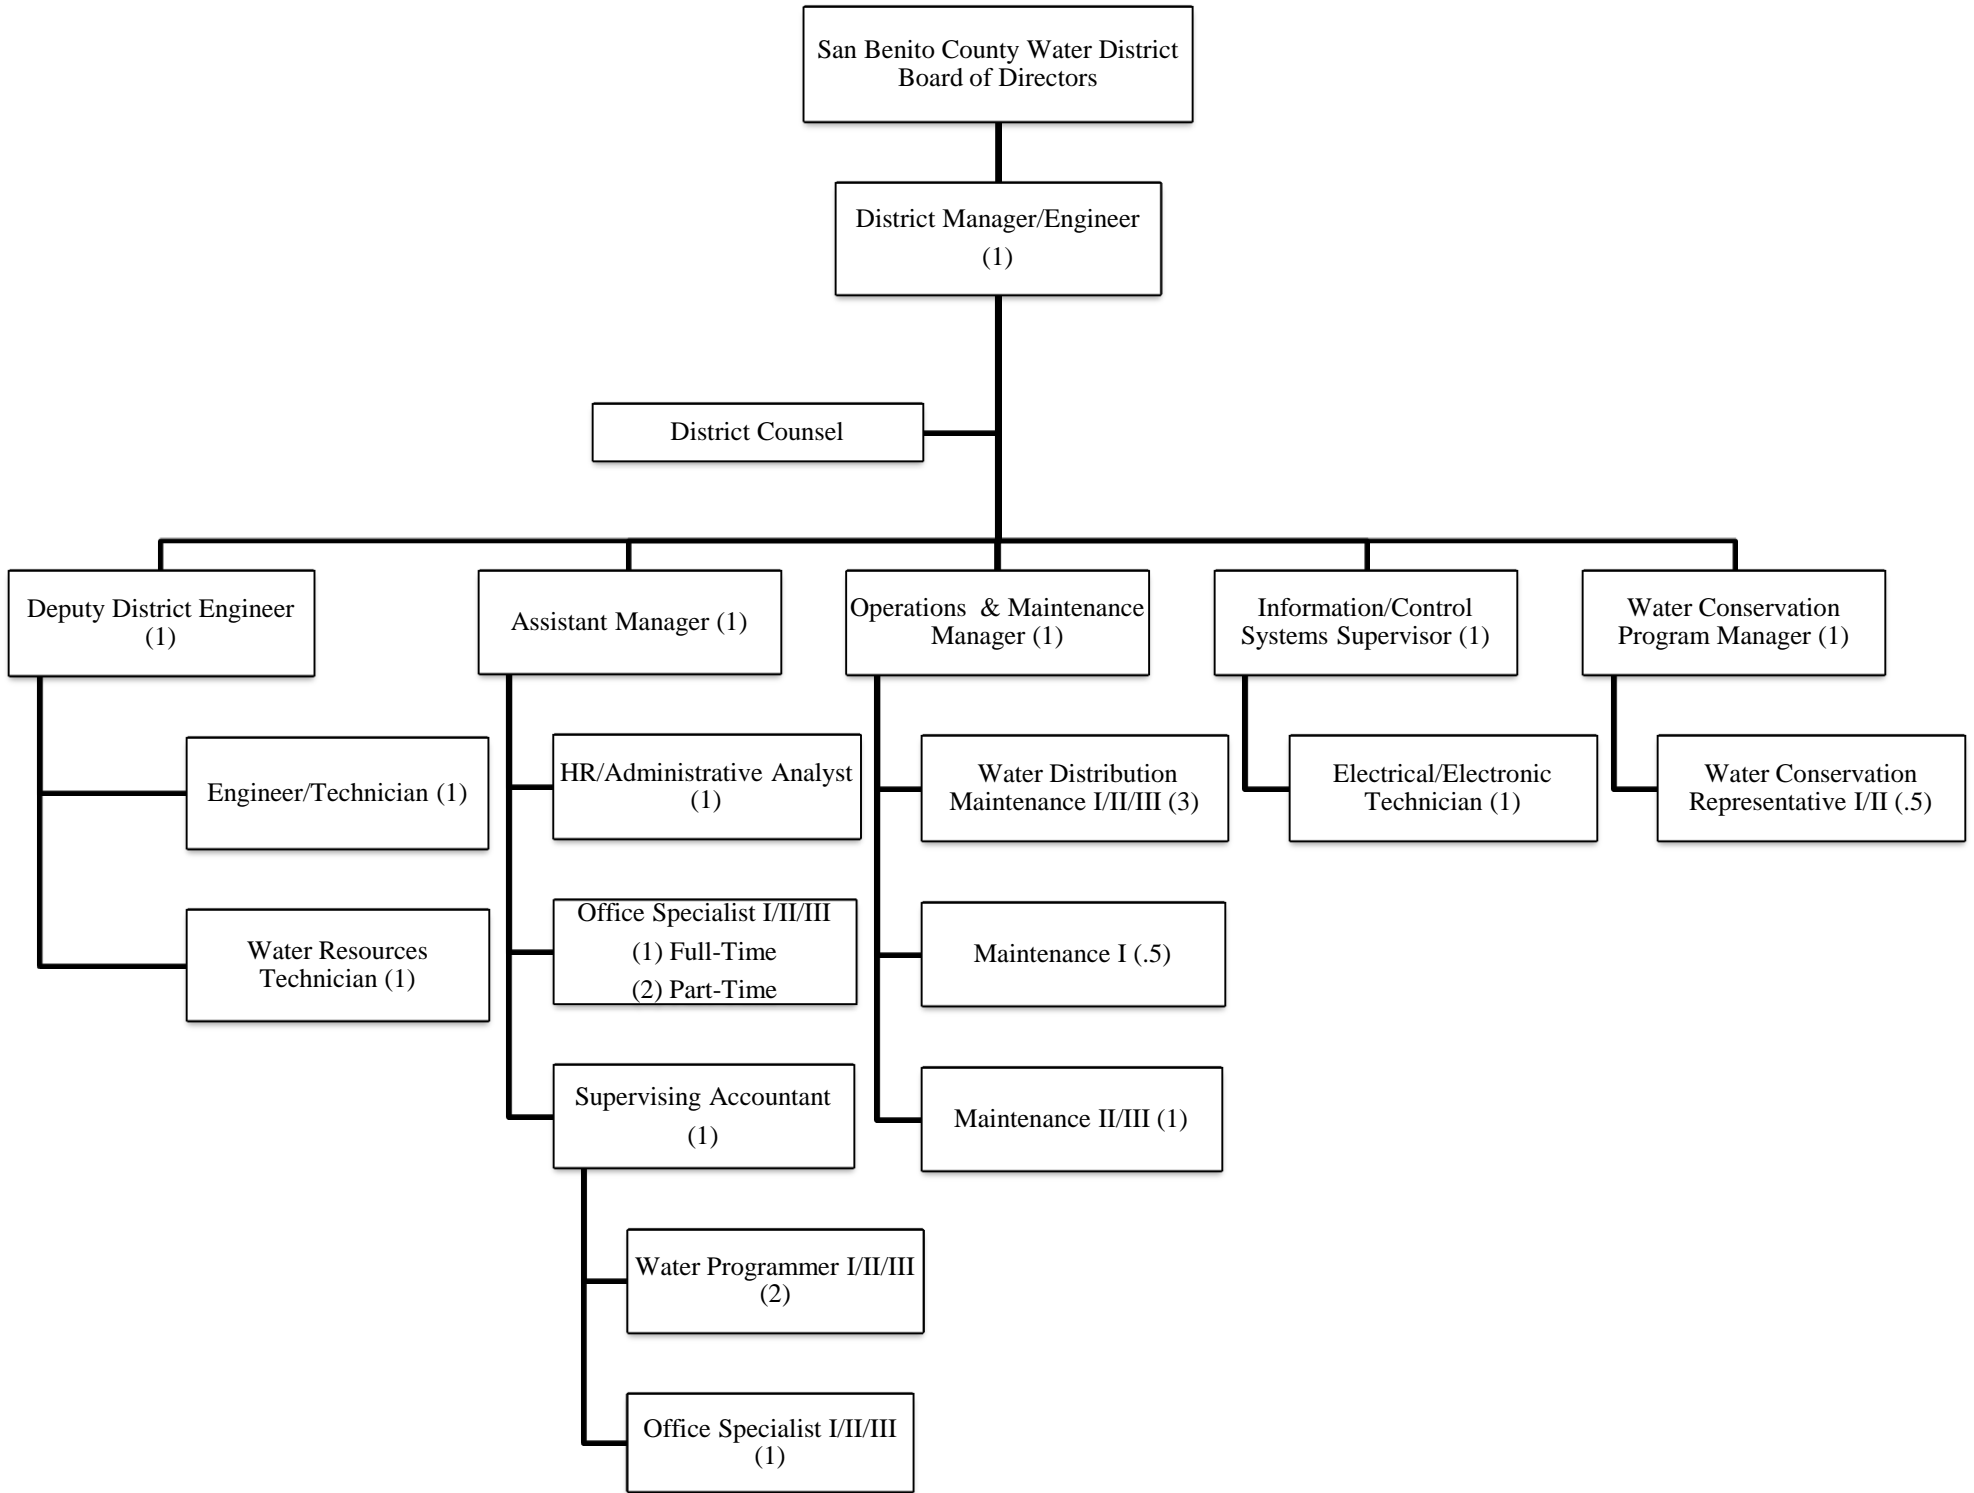 San Benito County Water District
Board of Directors
District Manager/Engineer
(1)
District Counsel
Deputy District Engineer
(1)
Assistant Manager (1)
Operations & Maintenance
Manager (1)
Information/Control
Systems Supervisor (1)
Water Conservation
Program Manager (1)
Engineer/Technician (1)
HR/Administrative Analyst
(1)
Water Distribution
Maintenance I/II/III (3)
Electrical/Electronic
Technician (1)
Water Conservation
Representative I/II (.5)
Water Resources
Technician (1)
Office Specialist I/II/III
(1) Full-Time
(2) Part-Time
Maintenance I (.5)
Supervising Accountant
(1)
Maintenance II/III (1)
Water Programmer I/II/III
(2)
Office Specialist I/II/III
(1)